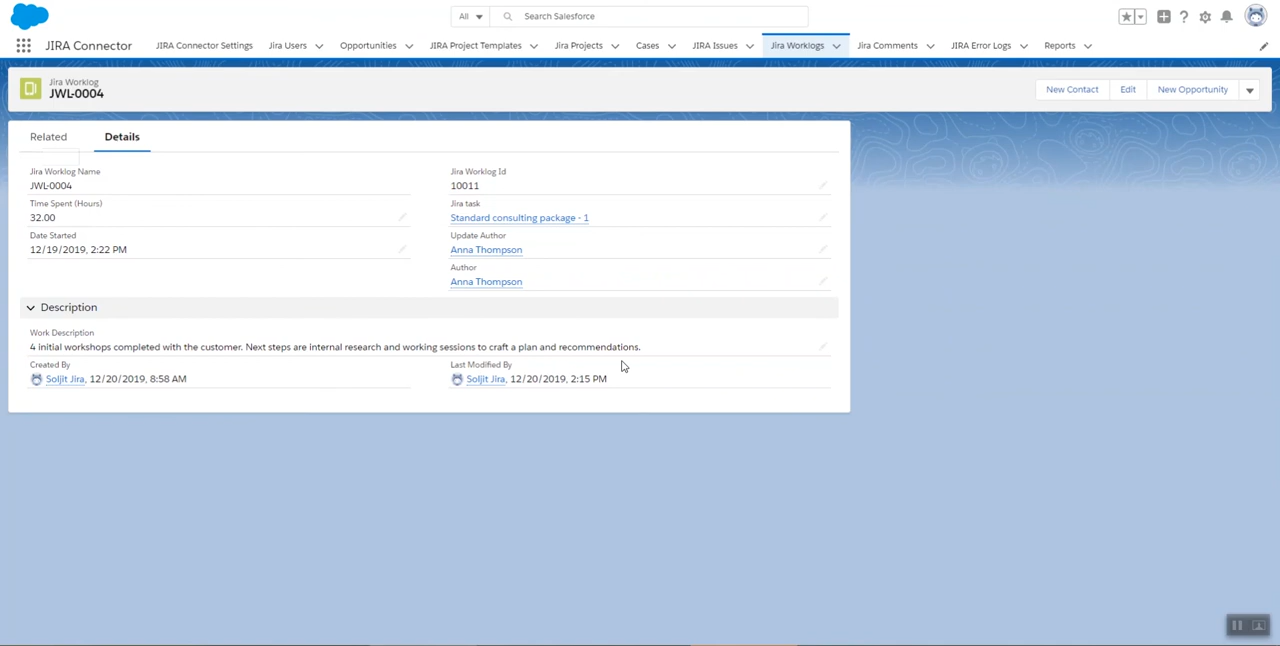 All
Search Salesforce
JIRA Connector
JIRA Connector Settings
Jira Users
Opportunities
JIRA Project Templates
Jira Projects
Cases
JIRA Issues
Jira Worklogs
Jira Comments
JIRA Error Logs
Reports
Jira Worklog
JWL-0004
New Contact
Edit
New Opportunity
Related
Details
Jira Worklog Name
JWL-0004
Jira Worklog Id
10011
Time Spent (Hours)
32.00
Jira task
Standard consulting package - 1
Date Started
12/19/2019, 2:22 PM
Update Author
Anna Thompson
Author
Anna Thompson
Description
Work Description
4 initial workshops completed with the customer. Next steps are internal research and working sessions to craft a plan and recommendations.
Created By
Soljit Jira, 12/20/2019, 8:58 AM
Last Modified By
Soljit Jira, 12/20/2019, 2:15 PM